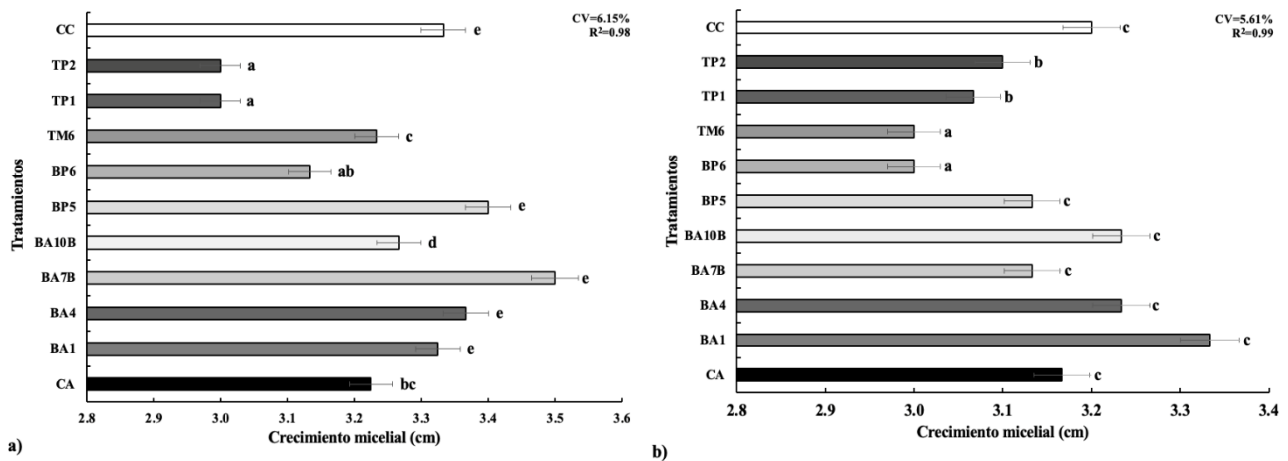 CV=6.15%
R²=0.98
Tratamientos
CC
e
TP2
a
TP1
a
TM6
c
BP6
ab
BP5
e
BA10B
d
BA7B
e
BA4
e
BA1
e
CA
bc
2.8 2.9 3.0 3.1 3.2 3.3 3.4 3.5 3.6
Crecimiento micelial (cm)
a)
CV=5.61%
R²=0.99
Tratamientos
CC
c
TP2
b
TP1
b
TM6
a
BP6
a
BP5
c
BA10B
c
BA7B
c
BA4
c
BA1
c
CA
c
2.8 2.9 3.0 3.1 3.2 3.3 3.4
Crecimiento micelial (cm)
b)